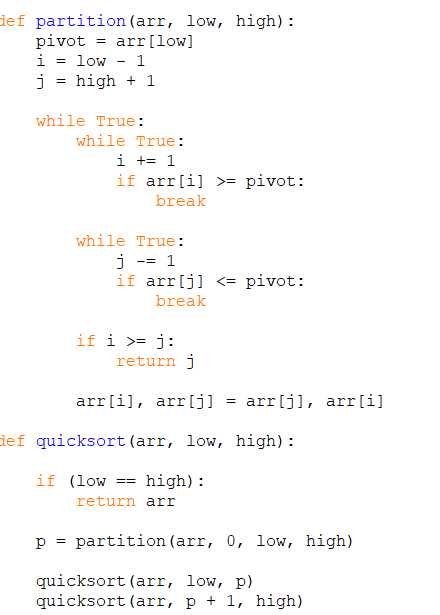 def partition(arr, low, high):
    pivot = arr[low]
    i = low - 1
    j = high + 1

    while True:
        while True:
            i += 1
            if arr[i] >= pivot:
                break

        while True:
            j -= 1
            if arr[j] <= pivot:
                break

        if i >= j:
            return j

        arr[i], arr[j] = arr[j], arr[i]

def quicksort(arr, low, high):

    if (low == high):
        return arr

    p = partition(arr, 0, low, high)

    quicksort(arr, low, p)
    quicksort(arr, p + 1, high)